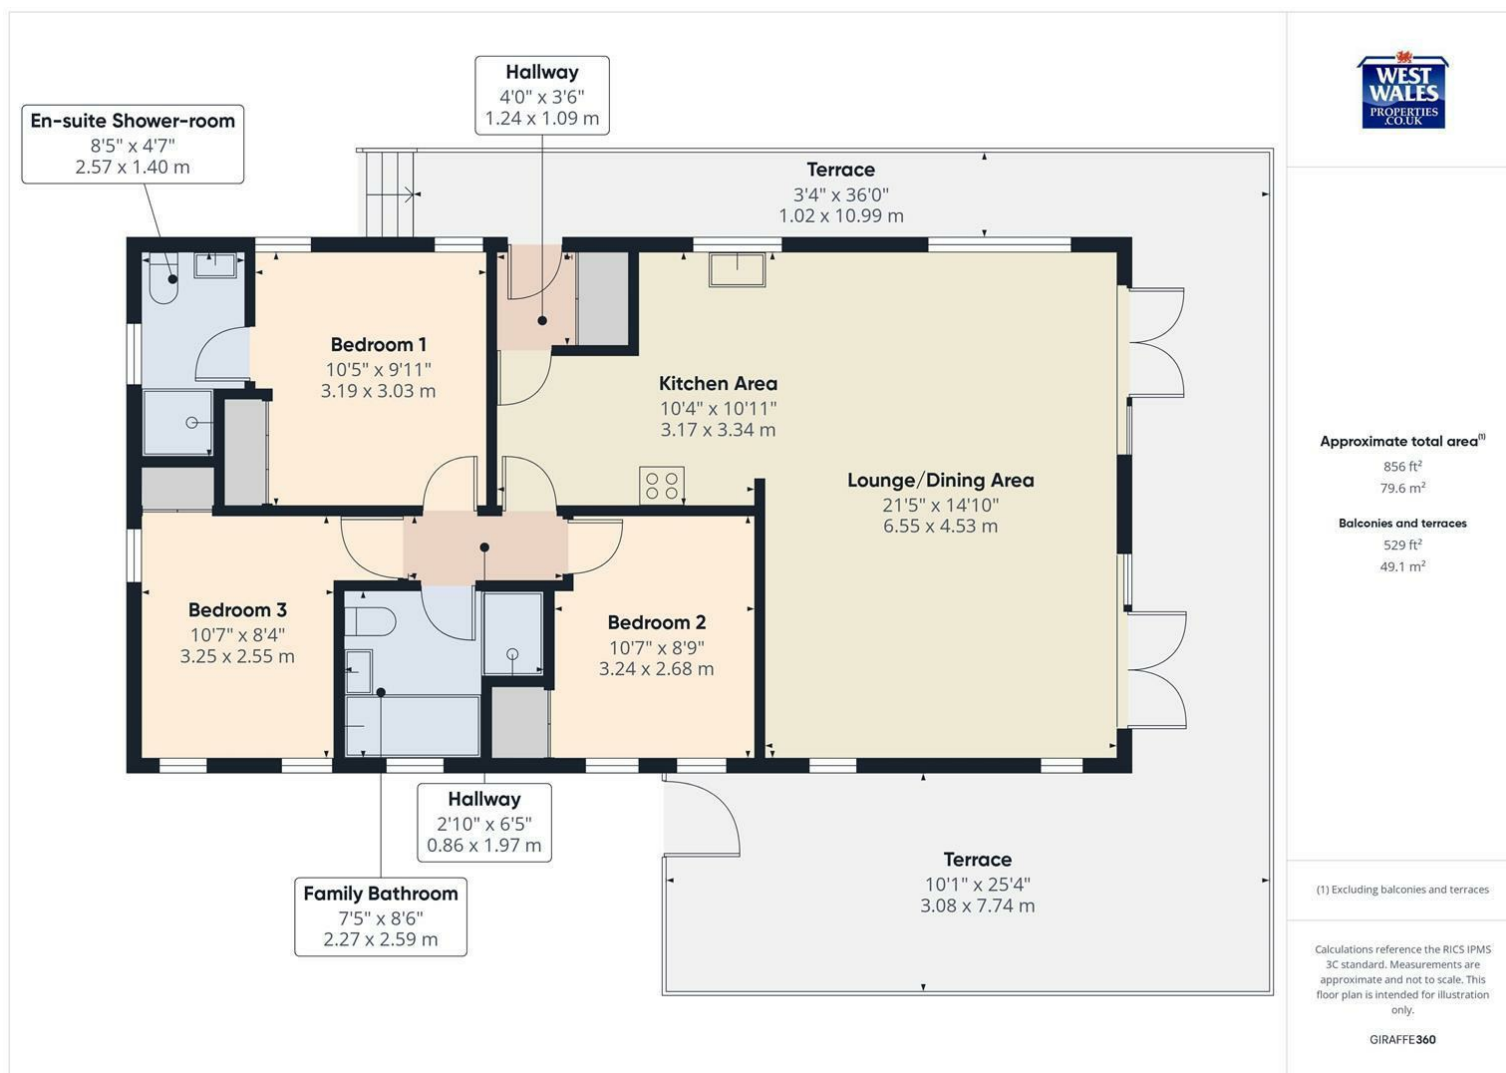 Hallway
4'0" x 3'6"
1.24 x 1.09 m
En-suite Shower-room
8'5" x 4'7"
2.57 x 1.40 m
Terrace
3'4" x 36'0"
1.02 x 10.99 m
Bedroom 1
10'5" x 9'11"
3.19 x 3.03 m
Kitchen Area
10'4" x 10'11"
3.17 x 3.34 m
Lounge/Dining Area
21'5" x 14'10"
6.55 x 4.53 m
Bedroom 3
10'7" x 8'4"
3.25 x 2.55 m
Bedroom 2
10'7" x 8'9"
3.24 x 2.68 m
Hallway
2'10" x 6'5"
0.86 x 1.97 m
Family Bathroom
7'5" x 8'6"
2.27 x 2.59 m
Terrace
10'1" x 25'4"
3.08 x 7.74 m
WEST
WALES
PROPERTIES
.CO.UK
Approximate total area⁽¹⁾
856 ft²
79.6 m²
Balconies and terraces
529 ft²
49.1 m²
(1) Excluding balconies and terraces
Calculations reference the RICS IPMS
3C standard. Measurements are
approximate and not to scale. This
floor plan is intended for illustration
only.
GIRAFFE360